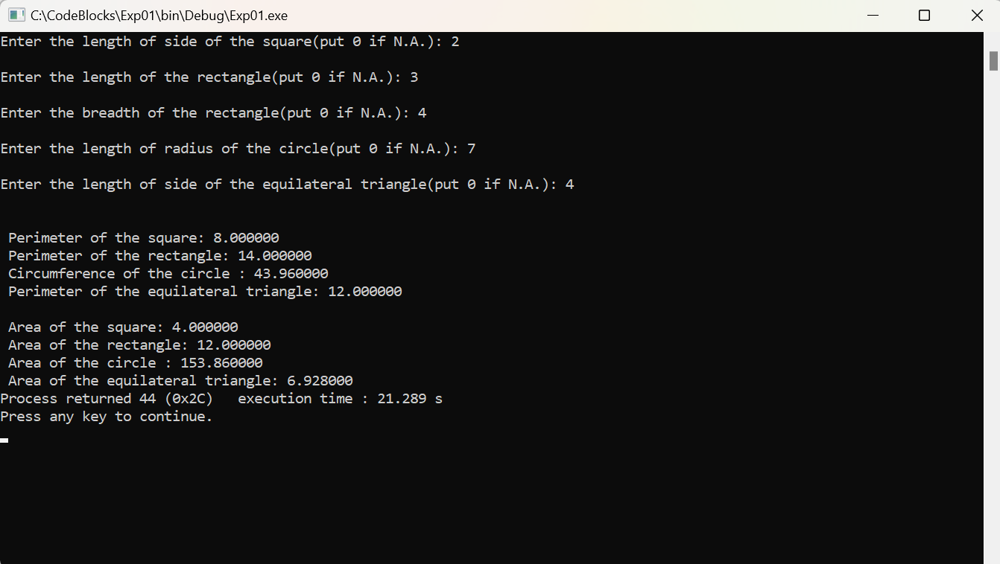 C:\CodeBlocks\Exp01\bin\Debug\Exp01.exe
Enter the length of side of the square(put 0 if N.A.): 2
Enter the length of the rectangle(put 0 if N.A.): 3
Enter the breadth of the rectangle(put 0 if N.A.): 4
Enter the length of radius of the circle(put 0 if N.A.): 7
Enter the length of side of the equilateral triangle(put 0 if N.A.): 4
Perimeter of the square: 8.000000
Perimeter of the rectangle: 14.000000
Circumference of the circle : 43.960000
Perimeter of the equilateral triangle: 12.000000
Area of the square: 4.000000
Area of the rectangle: 12.000000
Area of the circle : 153.860000
Area of the equilateral triangle: 6.928000
Process returned 44 (0x2C)   execution time : 21.289 s
Press any key to continue.